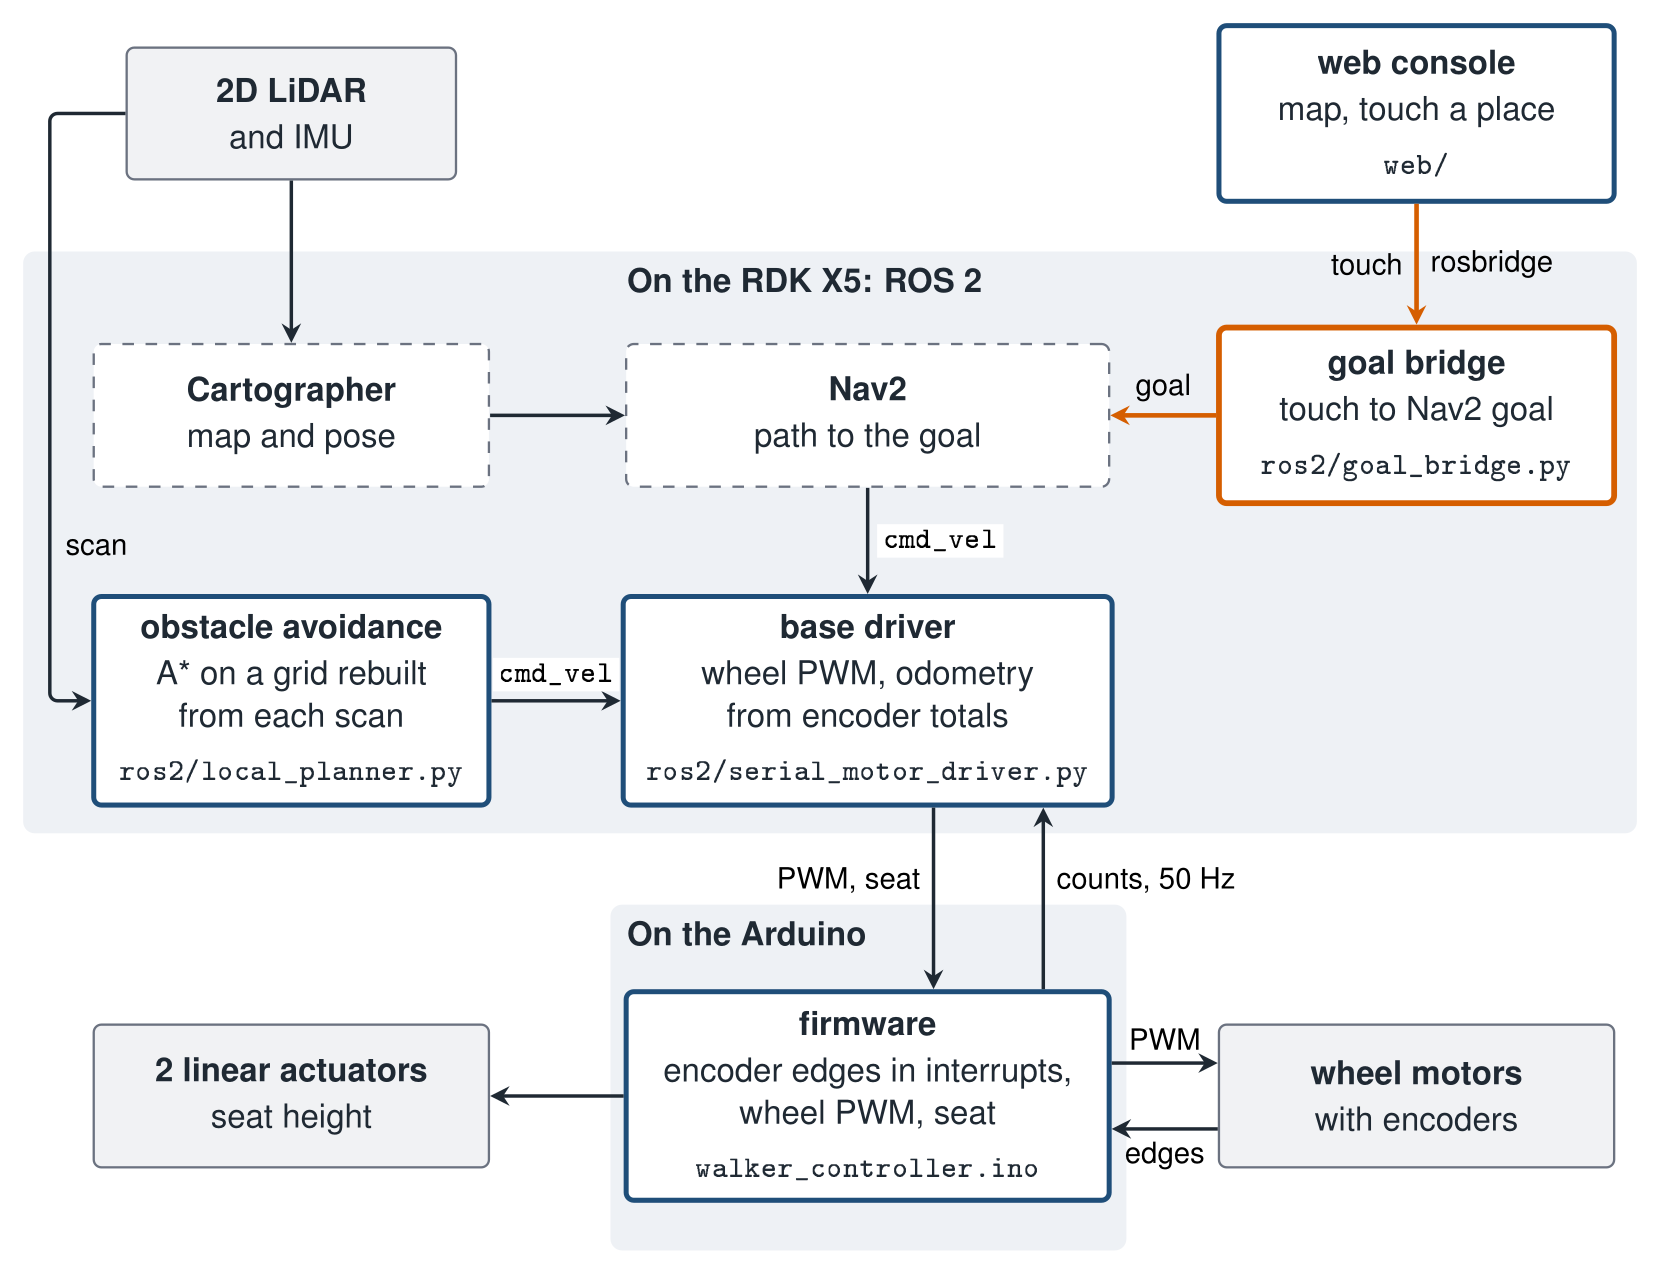 2D LiDAR
and IMU
web console
map, touch a place
web/
touch
rosbridge
On the RDK X5: ROS 2
Cartographer
map and pose
Nav2
path to the goal
goal
goal bridge
touch to Nav2 goal
ros2/goal_bridge.py
scan
cmd_vel
obstacle avoidance
A* on a grid rebuilt
from each scan
ros2/local_planner.py
cmd_vel
base driver
wheel PWM, odometry
from encoder totals
ros2/serial_motor_driver.py
PWM, seat
counts, 50 Hz
On the Arduino
2 linear actuators
seat height
firmware
encoder edges in interrupts,
wheel PWM, seat
walker_controller.ino
PWM
edges
wheel motors
with encoders